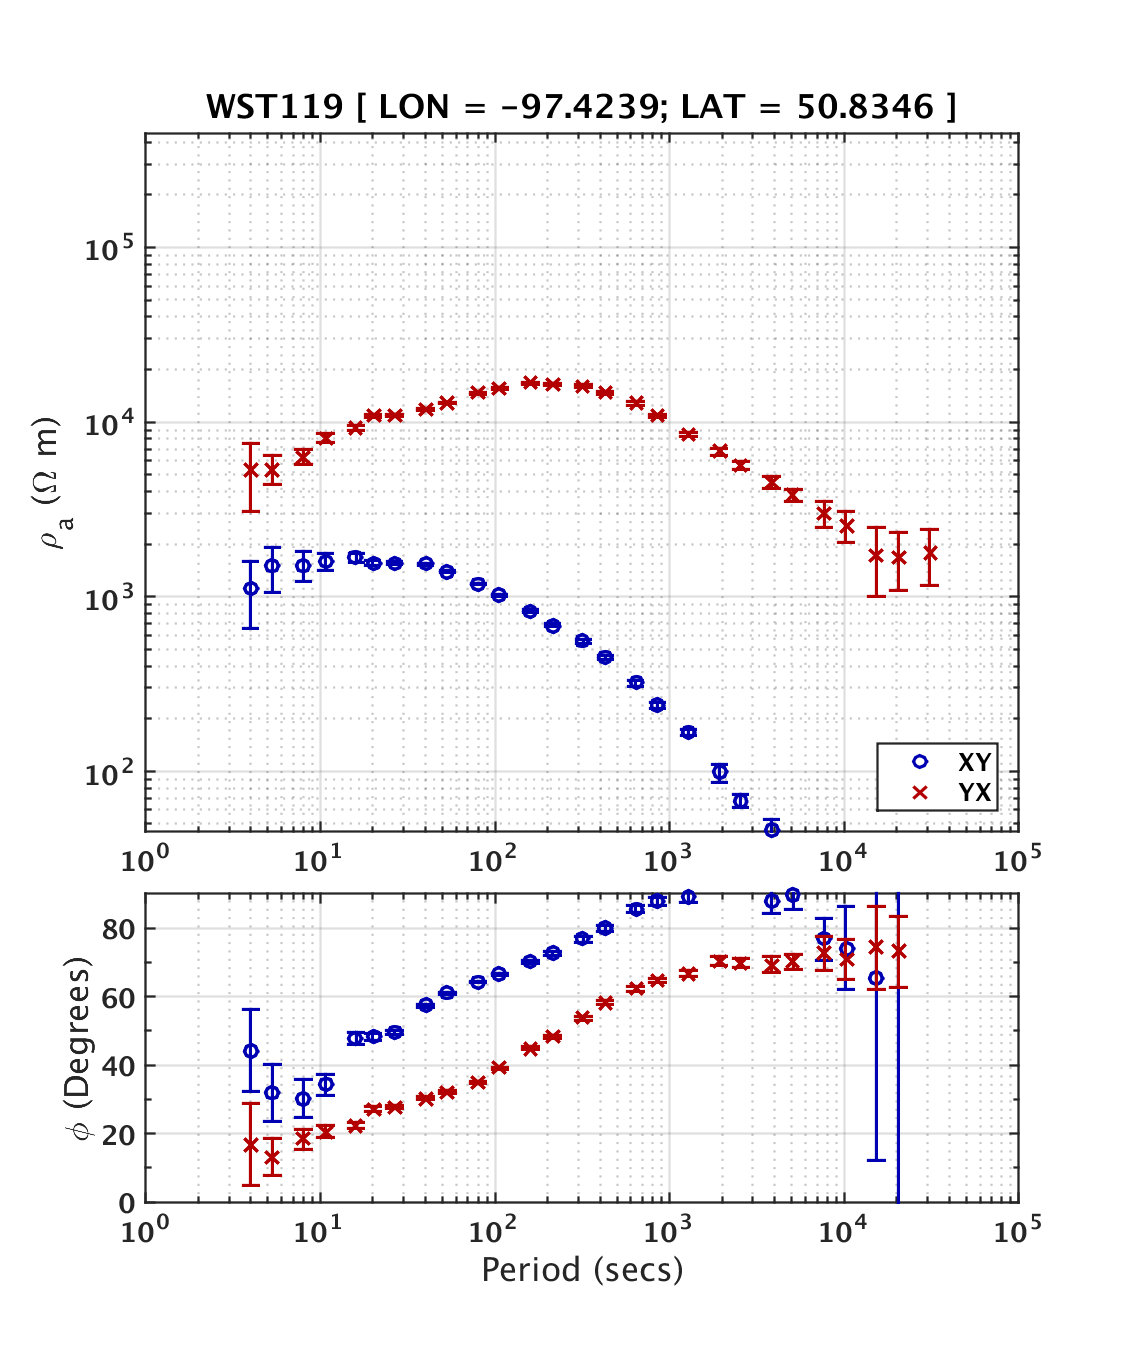 WST119 [ LON = −97.4239; LAT = 50.8346 ]
10^5
10^4
10^3
10^2
ρ_a (Ω m)
XY
YX
10^0 10^1 10^2 10^3 10^4 10^5
80
60
40
20
0
ϕ (Degrees)
10^0 10^1 10^2 10^3 10^4 10^5
Period (secs)